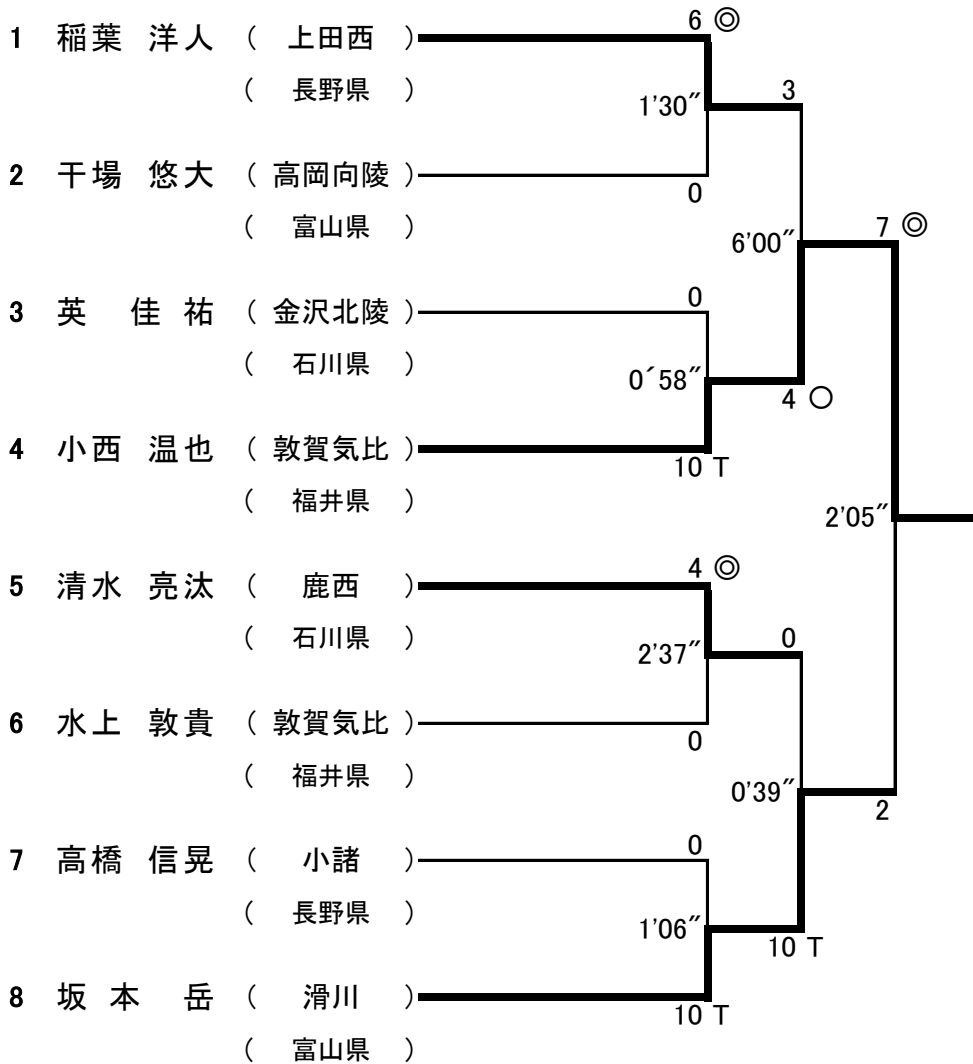 6 ◎
1 稲葉 洋人 ( 上田西 )
( 長野県 ) 1'30″ 3
2 干場 悠大 ( 高岡向陵 )
0
( 富山県 ) 6'00″ 7 ◎
0
3 英 佳祐 ( 金沢北陵 )
( 石川県 ) 0´58″
4 ○
4 小西 温也 ( 敦賀気比 )
10 T
( 福井県 )
2'05″
4 ◎
5 清水 亮汰 ( 鹿西 )
( 石川県 ) 2'37″ 0
6 水上 敦貴 ( 敦賀気比 )
0
( 福井県 ) 0'39″
2
0
7 高橋 信晃 ( 小諸 )
( 長野県 ) 1'06″
10 T
8 坂本 岳 ( 滑川 )
10 T
( 富山県 )